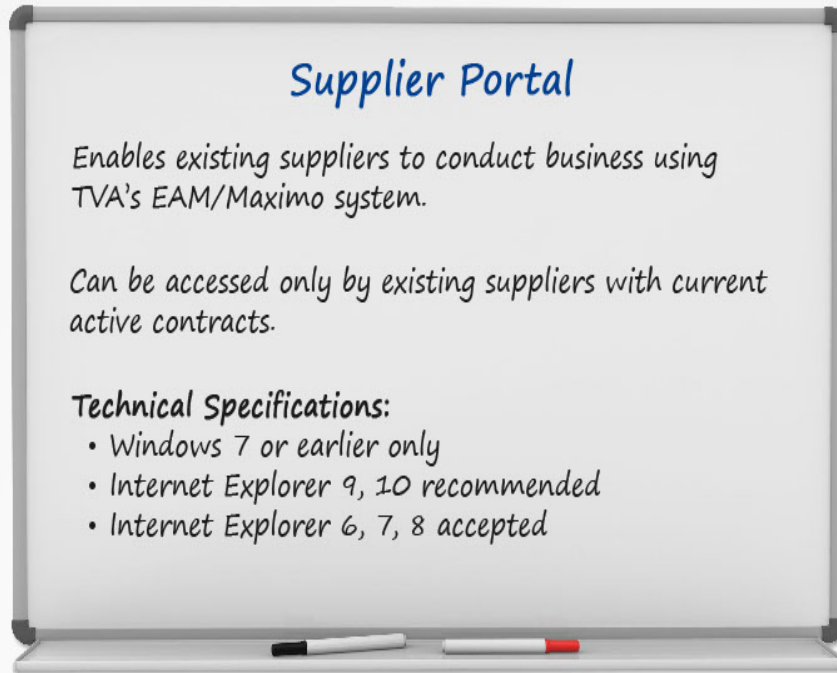 Supplier Portal
Enables existing suppliers to conduct business using
TVA's EAM/Maximo system.
Can be accessed only by existing suppliers with current
active contracts.
Technical Specifications:
• Windows 7 or earlier only
• Internet Explorer 9, 10 recommended
• Internet Explorer 6, 7, 8 accepted